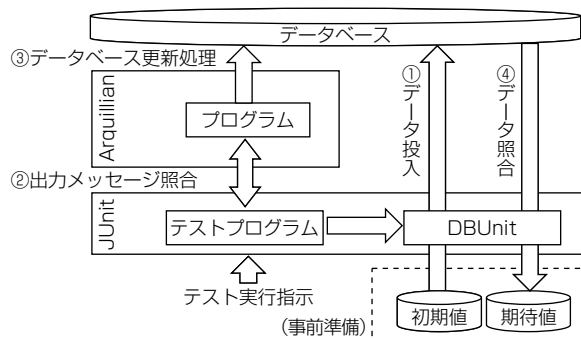 データベース
③データベース更新処理
①データ投入
④データ照合
Arquillian
プログラム
②出力メッセージ照合
JUnit
テストプログラム
DBUnit
テスト実行指示
(事前準備)
初期値
期待値